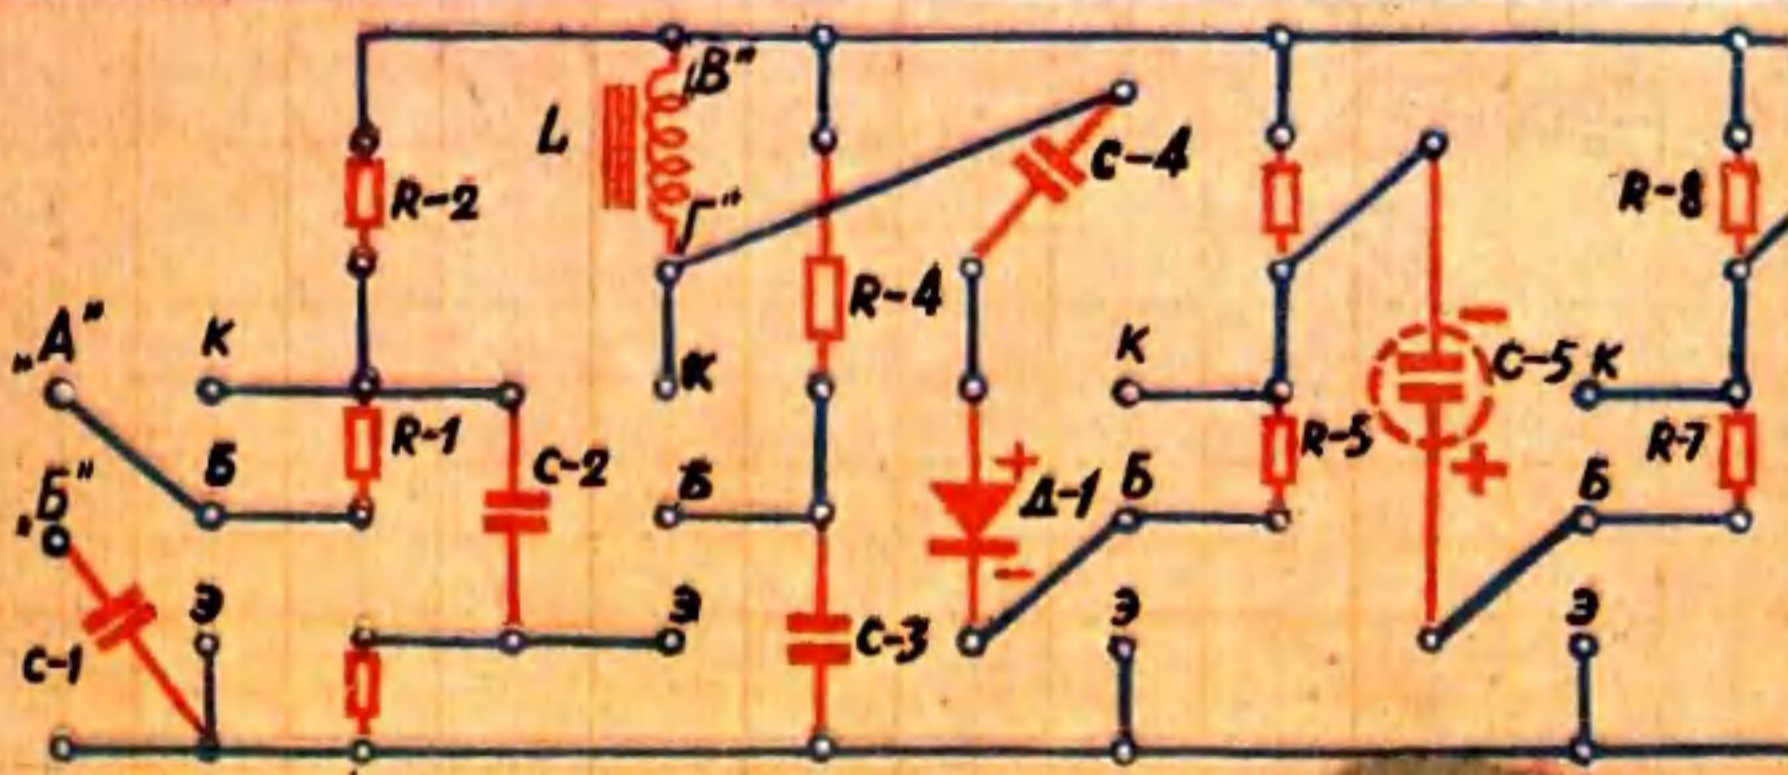 „В”
L
C-4
R-2
R-8
„Г”
R-4
„А”
К
К
К
C-5
К
R-1
Б
C-2
Б
Д-1
Б
R-5
Б
R-7
„Б”
+
-
-
+
C-1
Э
Э
C-3
Э
Э